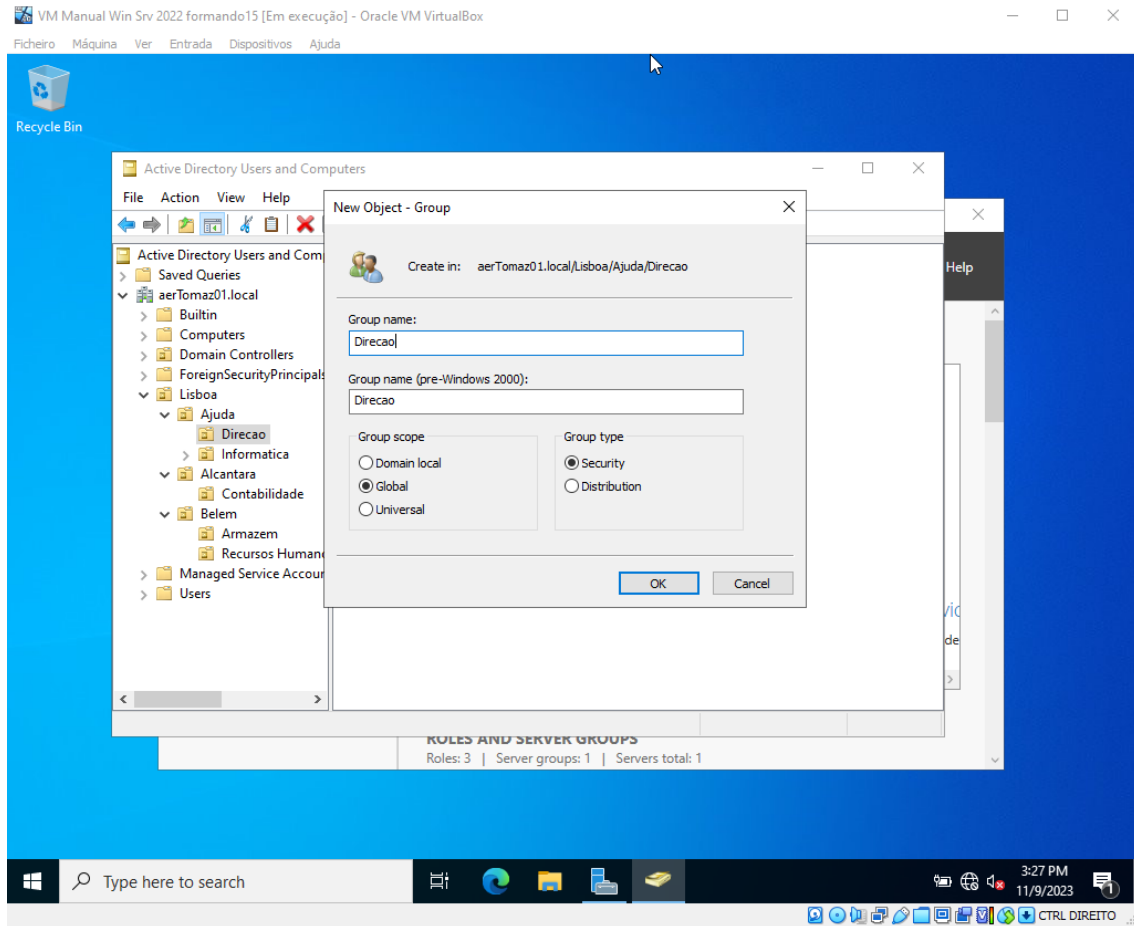 VM Manual Win Srv 2022 formando15 [Em execução] - Oracle VM VirtualBox
Ficheiro Máquina Ver Entrada Dispositivos Ajuda
Recycle Bin
Active Directory Users and Computers
File Action View Help
New Object - Group
Create in: aerTomaz01.local/Lisboa/Ajuda/Direcao
Group name:
Direcao
Group name (pre-Windows 2000):
Direcao
Group scope
Domain local
Global
Universal
Group type
Security
Distribution
OK Cancel
Active Directory Users and Com
Saved Queries
aerTomaz01.local
Builtin
Computers
Domain Controllers
ForeignSecurityPrincipals
Lisboa
Ajuda
Direcao
Informatica
Alcantara
Contabilidade
Belem
Armazem
Recursos Human
Managed Service Accour
Users
Help
vic
de
ROLES AND SERVER GROUPS
Roles: 3 | Server groups: 1 | Servers total: 1
Type here to search
3:27 PM
11/9/2023
1
CTRL DIREITO